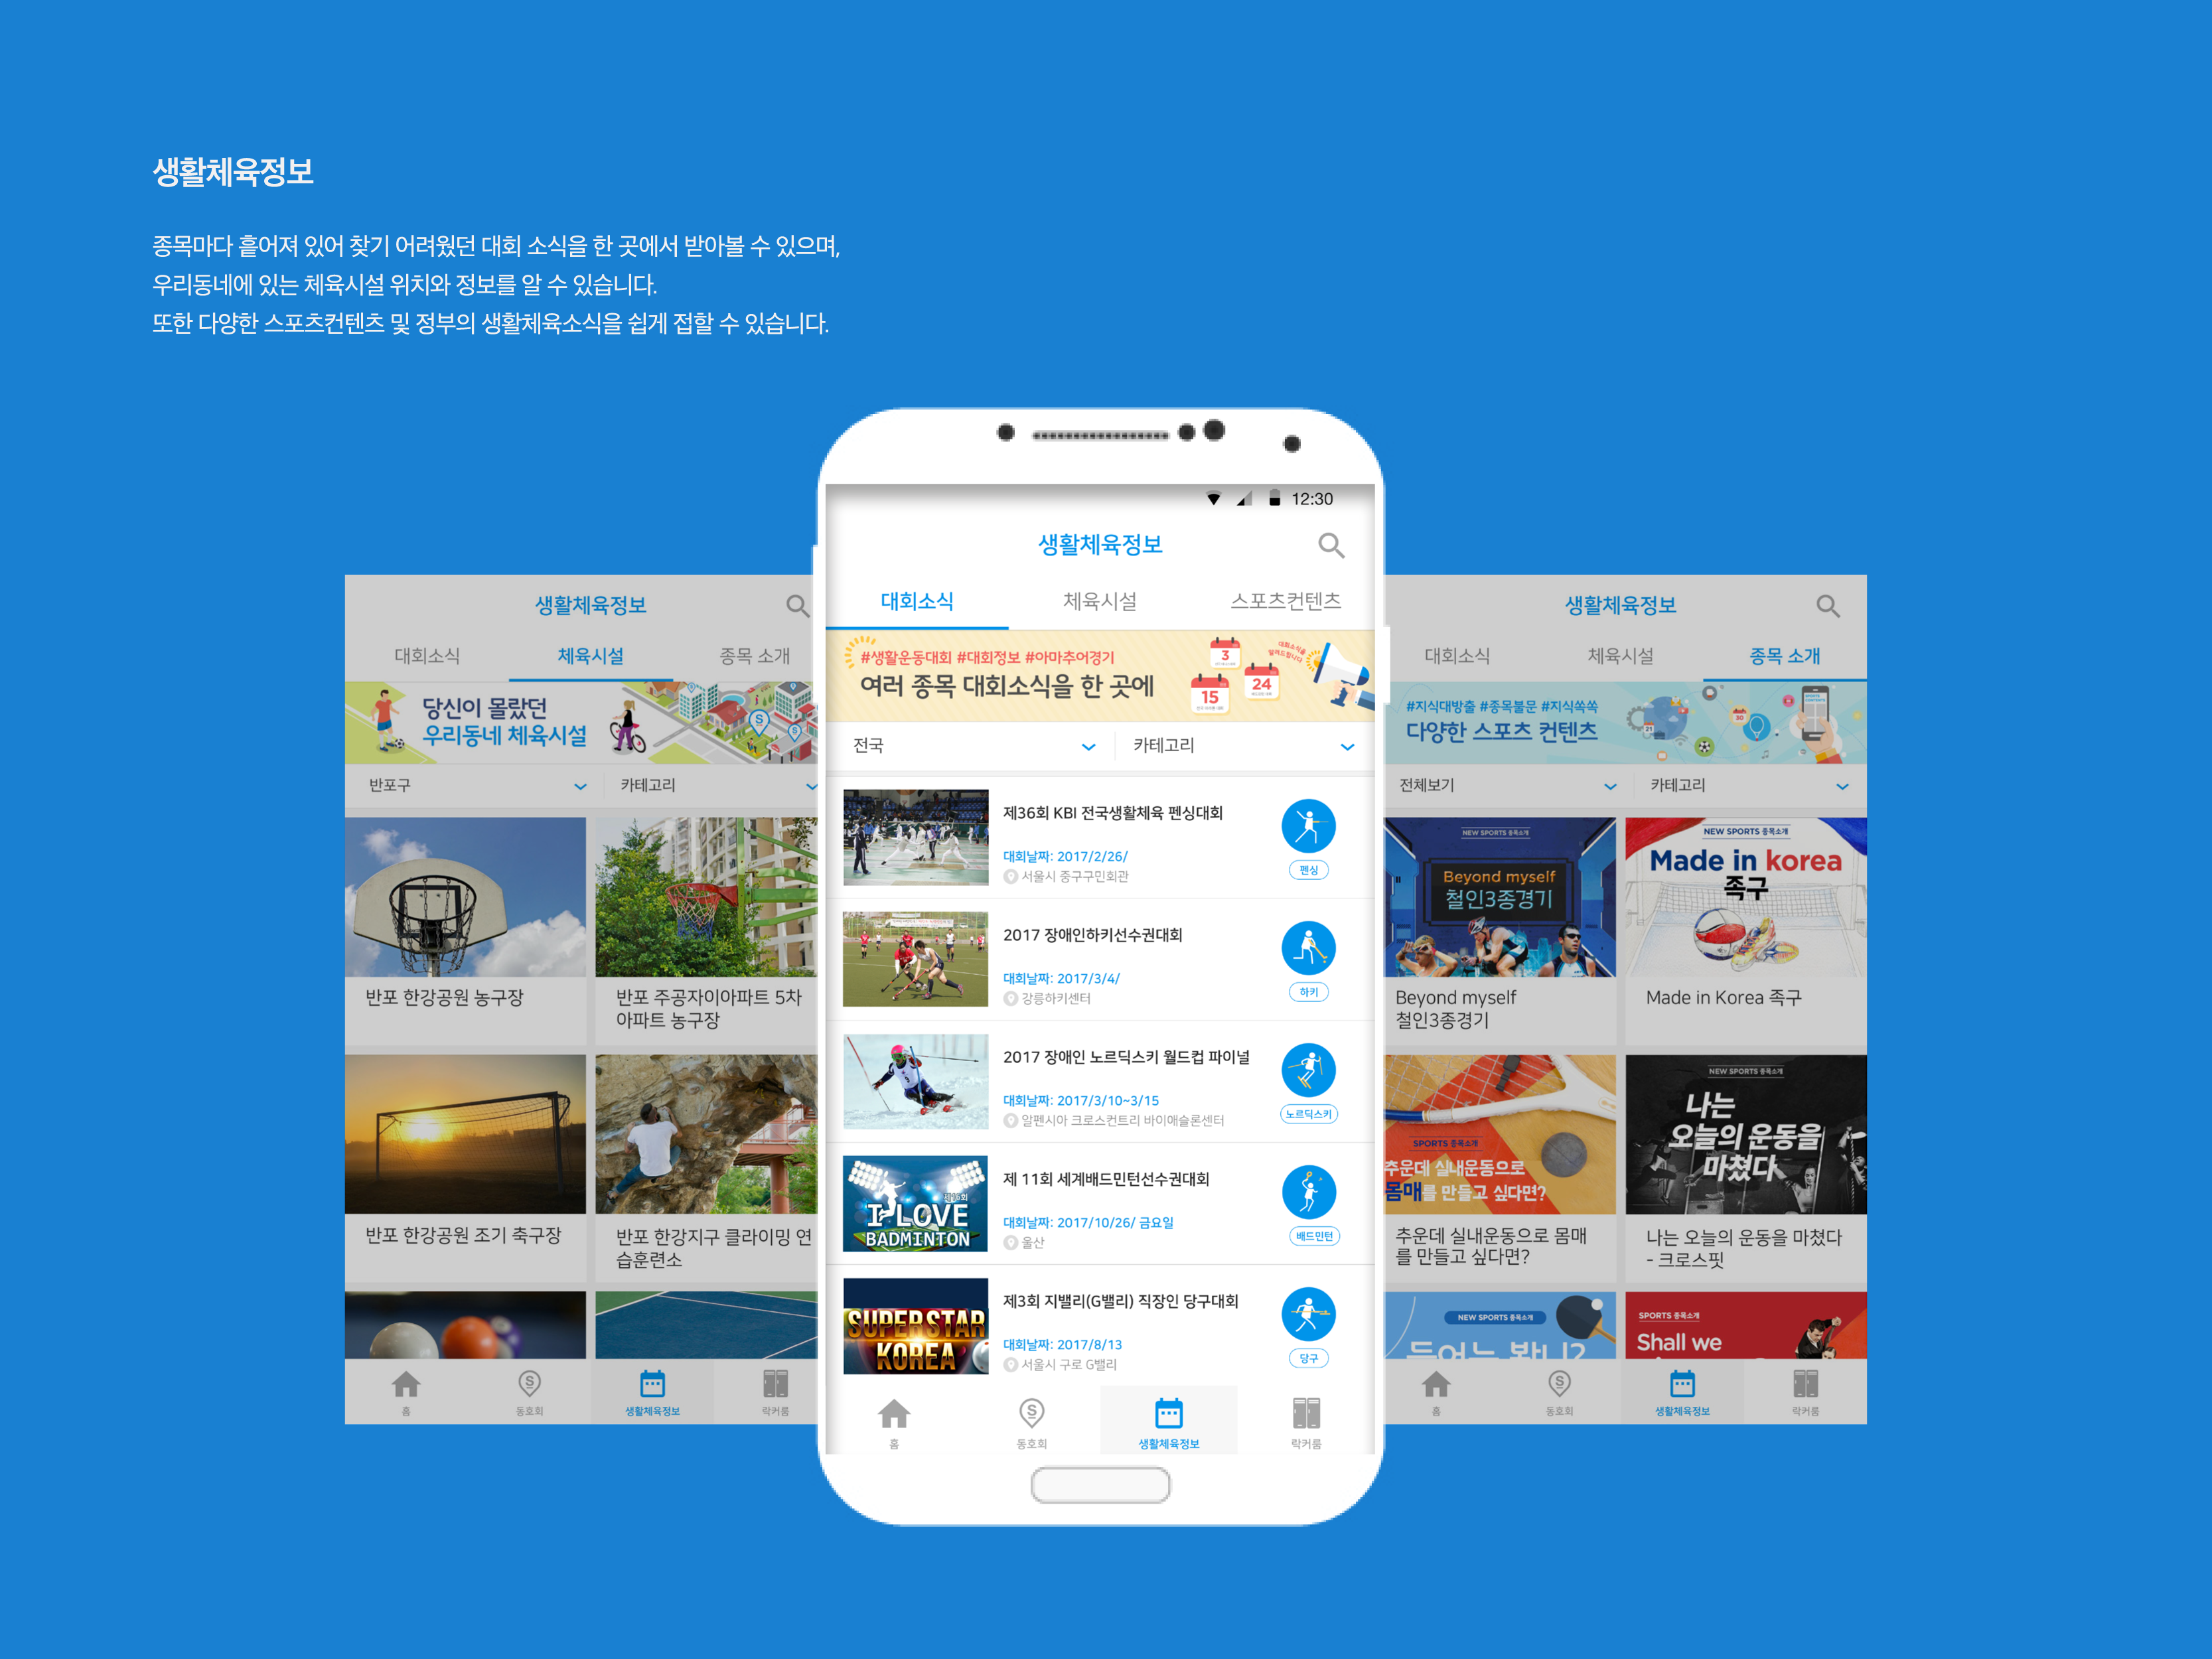 생활체육정보
종목마다 흩어져 있어 찾기 어려웠던 대회 소식을 한 곳에서 받아볼 수 있으며,
우리동네에 있는 체육시설 위치와 정보를 알 수 있습니다.
또한 다양한 스포츠컨텐츠 및 정부의 생활체육소식을 쉽게 접할 수 있습니다.
생활체육정보
대회소식
체육시설
종목 소개
당신이 몰랐던
우리동네 체육시설
반포구
카테고리
반포 한강공원 농구장
반포 주공자이아파트 5차
아파트 농구장
반포 한강공원 조기 축구장
반포 한강지구 클라이밍 연
습훈련소
홈
동호회
생활체육정보
락커룸
12:30
생활체육정보
대회소식
체육시설
스포츠컨텐츠
#생활운동대회 #대회정보 #아마추어경기
여러 종목 대회소식을 한 곳에
3
15
24
대회소식을
알려드립니다
전국
카테고리
제36회 KBI 전국생활체육 펜싱대회
대회날짜: 2017/2/26/
서울시 중구구민회관
펜싱
2017 장애인하키선수권대회
대회날짜: 2017/3/4/
강릉하키센터
하키
2017 장애인 노르딕스키 월드컵 파이널
대회날짜: 2017/3/10~3/15
알펜시아 크로스컨트리 바이애슬론센터
노르딕스키
I LOVE
BADMINTON
제 11회 세계배드민턴선수권대회
대회날짜: 2017/10/26/ 금요일
울산
배드민턴
SUPERSTAR
KOREA
제3회 지밸리(G밸리) 직장인 당구대회
대회날짜: 2017/8/13
서울시 구로 G밸리
당구
홈
동호회
생활체육정보
락커룸
생활체육정보
대회소식
체육시설
종목 소개
#지식대방출 #종목불문 #지식쏙쏙
다양한 스포츠 컨텐츠
21
30
전체보기
카테고리
NEW SPORTS 종목소개
Beyond myself
철인3종경기
Beyond myself
철인3종경기
NEW SPORTS 종목소개
Made in korea
족구
Made in Korea 족구
SPORTS 종목소개
추운데 실내운동으로
몸매를 만들고 싶다면?
추운데 실내운동으로 몸매
를 만들고 싶다면?
NEW SPORTS 종목소개
나는
오늘의 운동을
마쳤다
나는 오늘의 운동을 마쳤다
- 크로스핏
NEW SPORTS 종목소개
SPORTS 종목소개
Shall we
홈
동호회
생활체육정보
락커룸